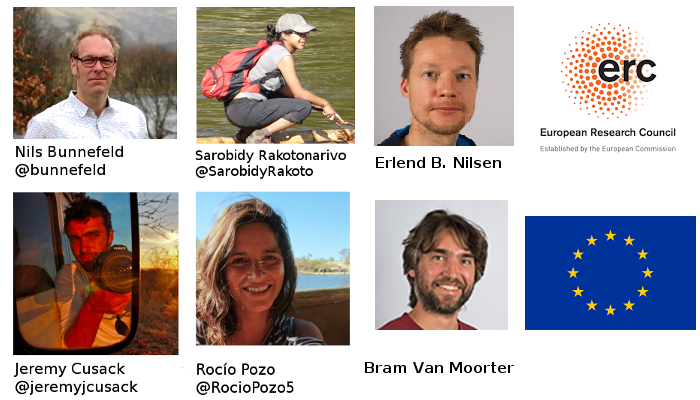 Nils Bunnefeld
@bunnefeld
Sarobidy Rakotonarivo
@SarobidyRakoto
Erlend B. Nilsen
erc
European Research Council
Established by the European Commission
Jeremy Cusack
@jeremyjcusack
Rocío Pozo
@RocioPozo5
Bram Van Moorter